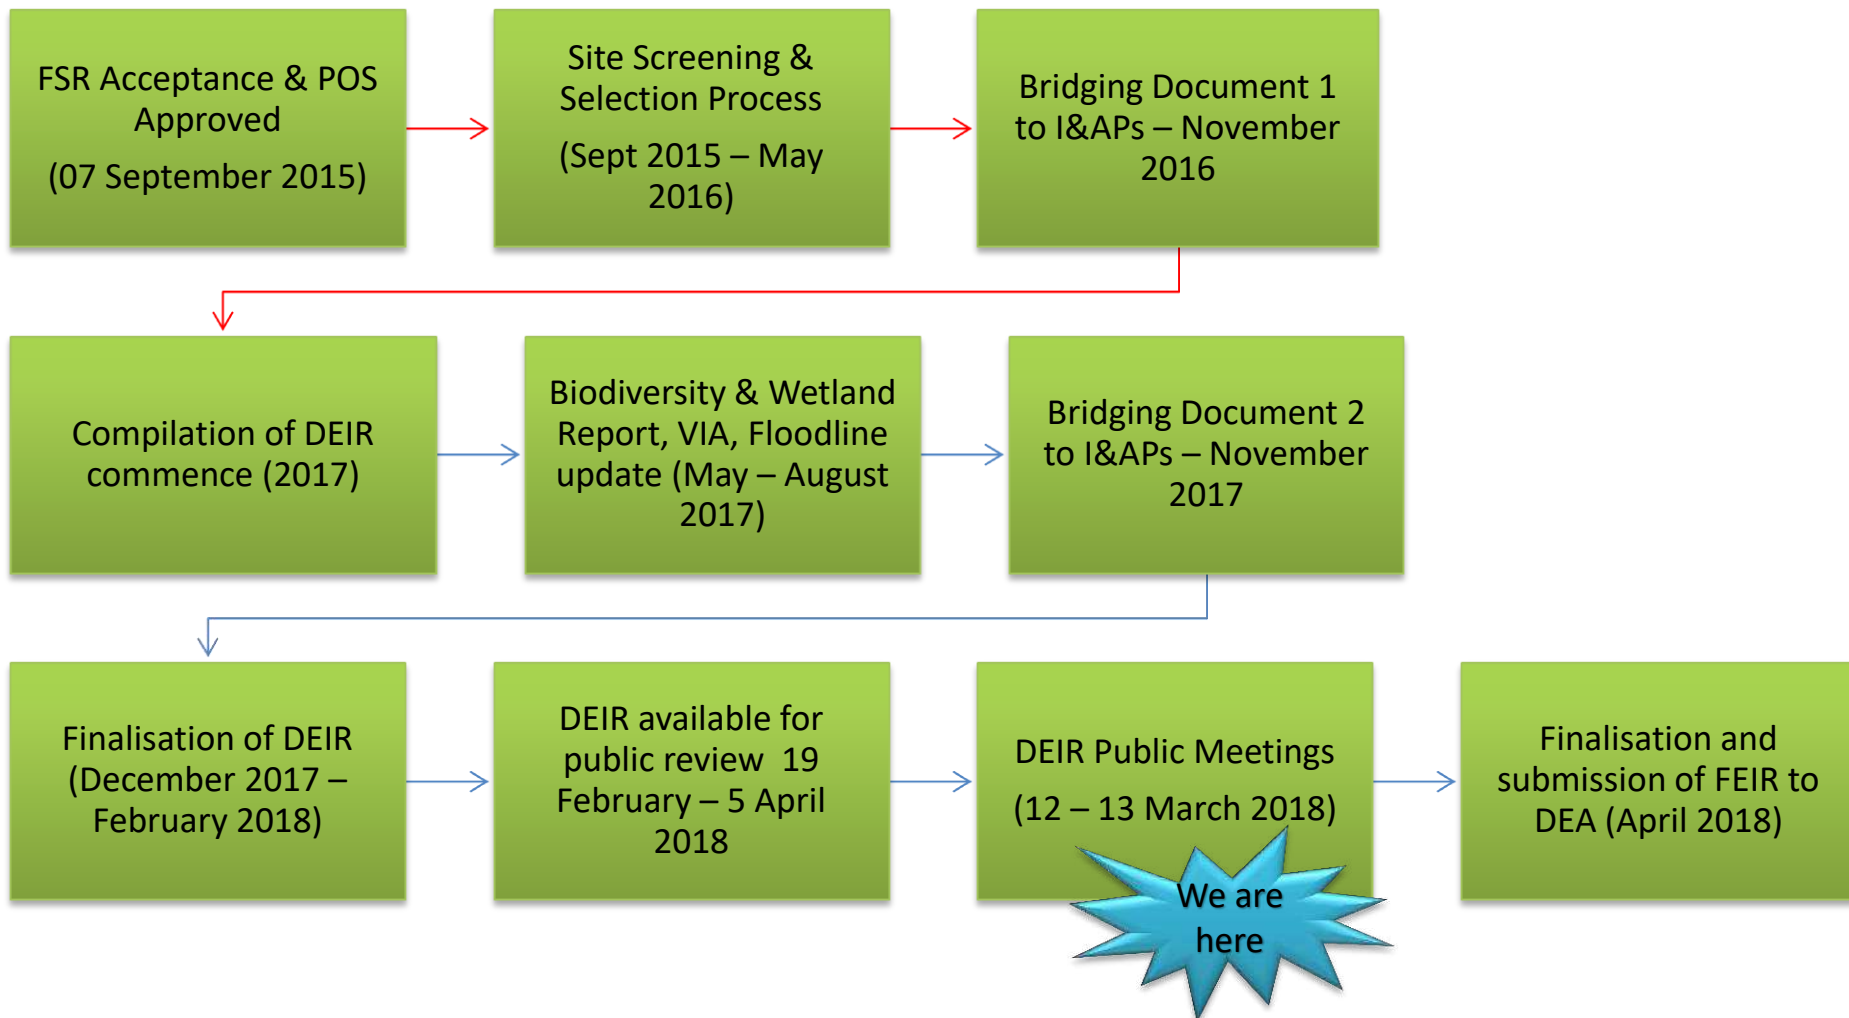 FSR Acceptance & POS
Approved
(07 September 2015)
Site Screening &
Selection Process
(Sept 2015 – May
2016)
Bridging Document 1
to I&APs – November
2016
Compilation of DEIR
commence (2017)
Biodiversity & Wetland
Report, VIA, Floodline
update (May – August
2017)
Bridging Document 2
to I&APs – November
2017
Finalisation of DEIR
(December 2017 –
February 2018)
DEIR available for
public review 19
February – 5 April
2018
DEIR Public Meetings
(12 – 13 March 2018)
We are
here
Finalisation and
submission of FEIR to
DEA (April 2018)